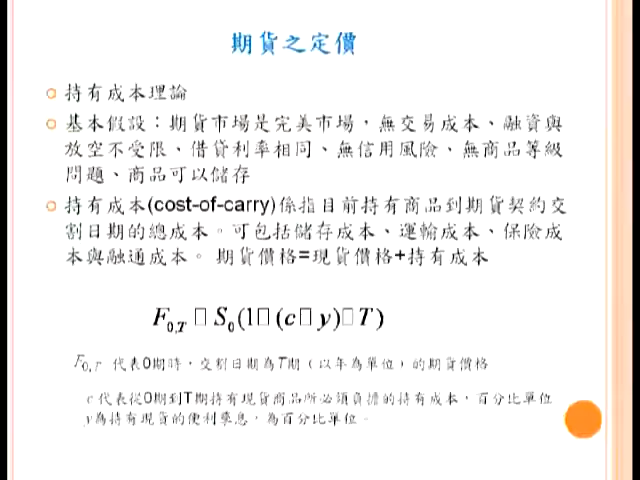 期貨之定價
持有成本理論
基本假設：期貨市場是完美市場，無交易成本、融資與
放空不受限、借貸利率相同、無信用風險、無商品等級
問題、商品可以儲存
持有成本(cost-of-carry)係指目前持有商品到期貨契約交
割日期的總成本。可包括儲存成本、運輸成本、保險成
本與融通成本。 期貨價格=現貨價格+持有成本
F0,T □ S0(1□ (c□ y)□ T)
F0,T 代表0期時，交割日期為T期（以年為單位）的期貨價格
c 代表從0期到T期持有現貨商品所必須負擔的持有成本，百分比單位
y為持有現貨的便利孳息，為百分比單位。